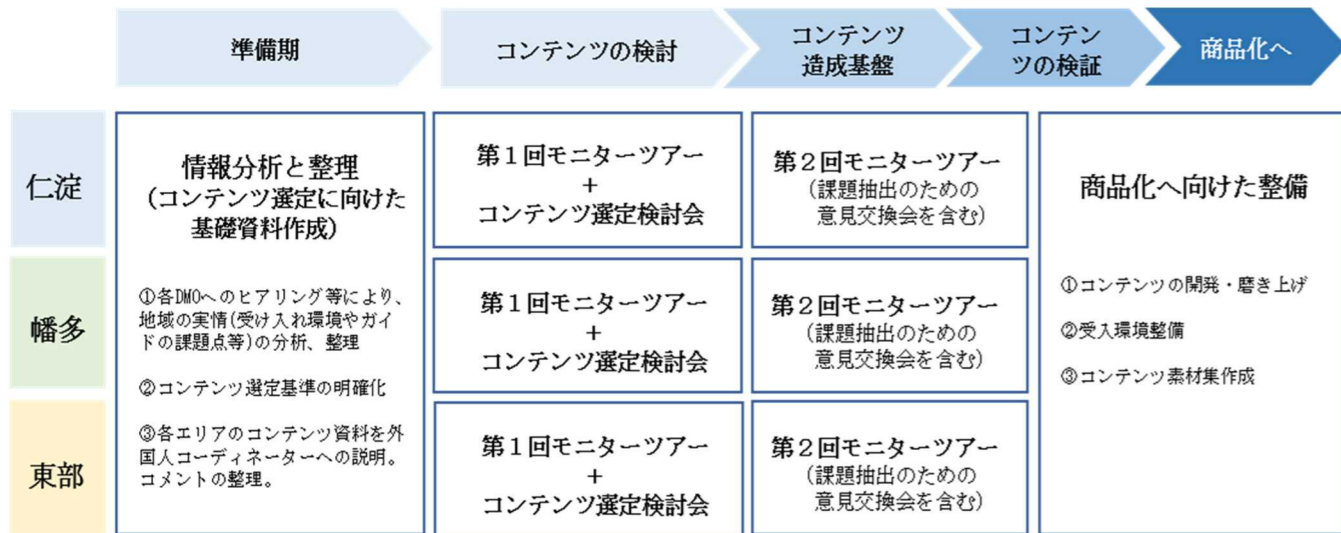 準備期
コンテンツの検討
コンテンツ
造成基盤
コンテン
ツの検証
商品化へ
仁淀
幡多
東部
情報分析と整理
(コンテンツ選定に向けた
基礎資料作成)
①各DMOへのヒアリング等により、
地域の実情(受け入れ環境やガイ
ドの課題点等)の分析、整理
②コンテンツ選定基準の明確化
③各エリアのコンテンツ資料を外
国人コーディネーターへの説明。
コメントの整理。
第１回モニターツアー
+
コンテンツ選定検討会
第２回モニターツアー
(課題抽出のための
意見交換会を含む)
第１回モニターツアー
+
コンテンツ選定検討会
第２回モニターツアー
(課題抽出のための
意見交換会を含む)
第１回モニターツアー
+
コンテンツ選定検討会
第２回モニターツアー
(課題抽出のための
意見交換会を含む)
商品化へ向けた整備
①コンテンツの開発・磨き上げ
②受入環境整備
③コンテンツ素材集作成